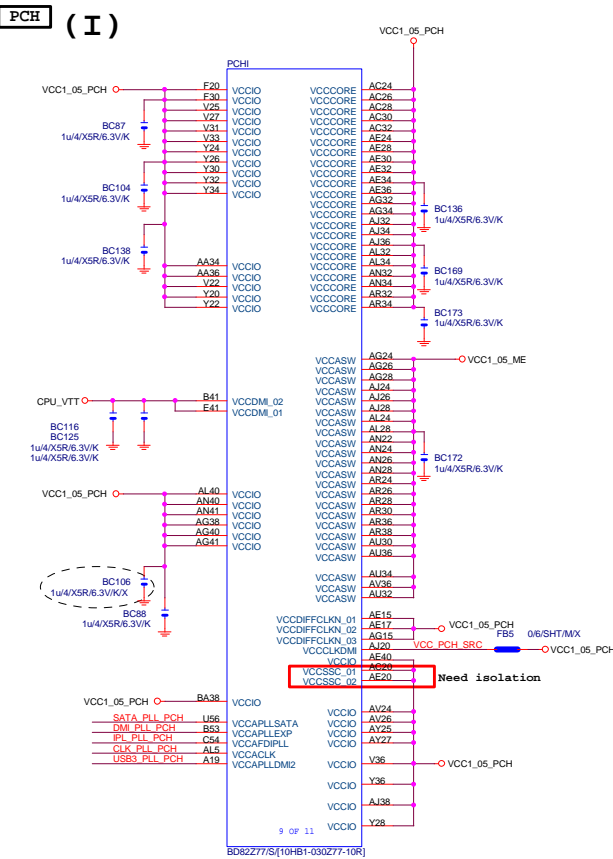 PCH (I)
VCC1_05_PCH
PCHI
VCC1_05_PCH
F20 VCCIO
F30 VCCIO
V25 VCCIO
V27 VCCIO
V31 VCCIO
V33 VCCIO
Y24 VCCIO
Y26 VCCIO
Y30 VCCIO
Y32 VCCIO
Y34 VCCIO
BC87
1u/4/X5R/6.3V/K
BC104
1u/4/X5R/6.3V/K
BC138
1u/4/X5R/6.3V/K
AA34 VCCIO
AA36 VCCIO
V22 VCCIO
Y20 VCCIO
Y22 VCCIO
VCCCORE AC24
VCCCORE AC26
VCCCORE AC28
VCCCORE AC30
VCCCORE AC32
VCCCORE AE24
VCCCORE AE28
VCCCORE AE30
VCCCORE AE32
VCCCORE AE34
VCCCORE AE36
VCCCORE AG32
VCCCORE AG34
VCCCORE AJ32
VCCCORE AJ34
VCCCORE AJ36
VCCCORE AL32
VCCCORE AL34
VCCCORE AN32
VCCCORE AN34
VCCCORE AR32
VCCCORE AR34
BC136
1u/4/X5R/6.3V/K
BC169
1u/4/X5R/6.3V/K
BC173
1u/4/X5R/6.3V/K
CPU_VTT
B41 VCCDMI_02
E41 VCCDMI_01
BC116
BC125
1u/4/X5R/6.3V/K
1u/4/X5R/6.3V/K
VCCASW AG24
VCC1_05_ME
VCCASW AG26
VCCASW AG28
VCCASW AJ24
VCCASW AJ26
VCCASW AJ28
VCCASW AL24
VCCASW AL28
VCCASW AN22
VCCASW AN24
VCCASW AN26
VCCASW AN28
VCCASW AR24
VCCASW AR26
VCCASW AR28
VCCASW AR30
VCCASW AR36
VCCASW AR38
VCCASW AU30
VCCASW AU36
VCCASW AU34
VCCASW AV36
VCCASW AU32
BC172
1u/4/X5R/6.3V/K
VCC1_05_PCH
AL40 VCCIO
AN40 VCCIO
AN41 VCCIO
AG38 VCCIO
AG40 VCCIO
AG41 VCCIO
BC106
1u/4/X5R/6.3V/K/X
BC88
1u/4/X5R/6.3V/K
VCCDIFFCLKN_01 AE15
VCCDIFFCLKN_02 AE17
VCCDIFFCLKN_03 AG15
VCC1_05_PCH
VCCCLKDMI AJ20 VCC_PCH_SRC
FB5 0/6/SHT/M/X
VCC1_05_PCH
VCCIO AE40
VCCSSC_01 AC20
VCCSSC_02 AE20
Need isolation
VCC1_05_PCH
BA38 VCCIO
SATA_PLL_PCH U56 VCCAPLLSATA
DMI_PLL_PCH B53 VCCAPLLEXP
IPL_PLL_PCH C54 VCCAFDIPLL
CLK_PLL_PCH AL5 VCCACLK
USB3_PLL_PCH A19 VCCAPLLDMI2
VCCIO AV24
VCCIO AV26
VCCIO AY25
VCCIO AY27
VCCIO V36
VCC1_05_PCH
VCCIO Y36
VCCIO AJ38
VCCIO Y28
9 OF 11
BD82Z77/S/[10HB1-030Z77-10R]